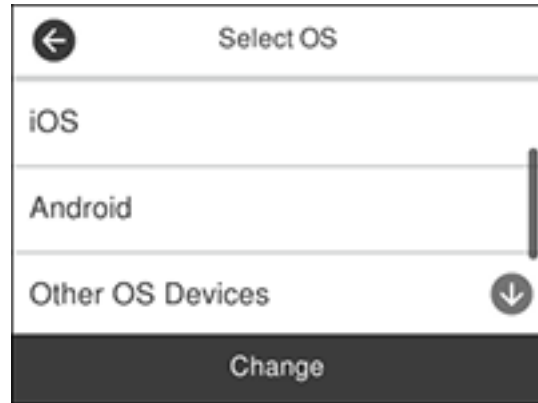 Select OS
iOS
Android
Other OS Devices
Change